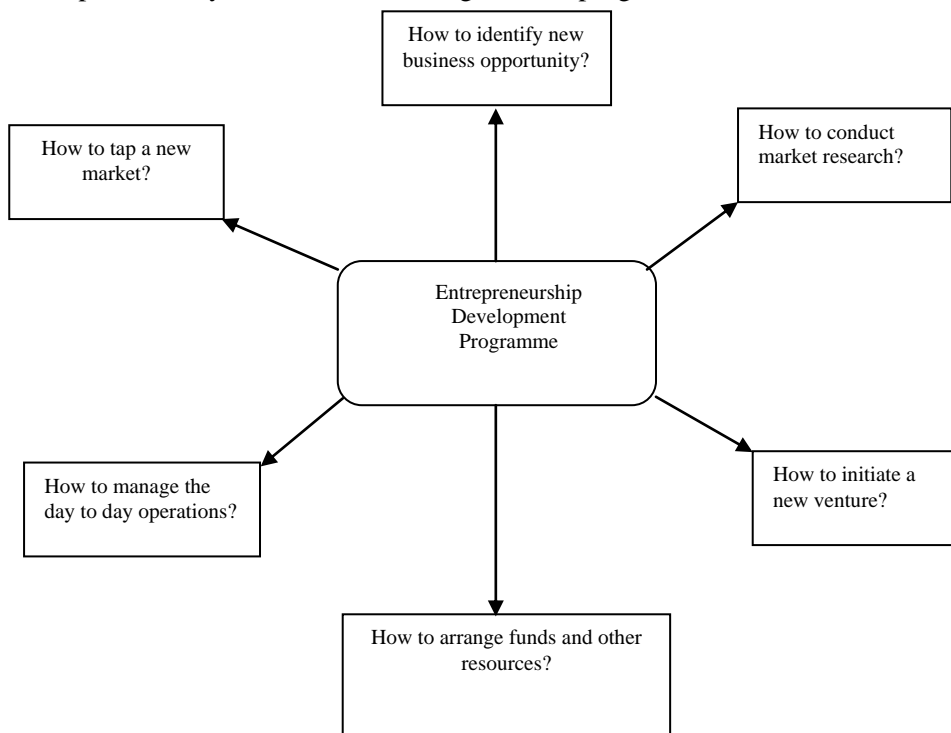 How to identify new
business opportunity?
How to tap a new
market?
How to conduct
market research?
Entrepreneurship
Development
Programme
How to manage the
day to day operations?
How to initiate a
new venture?
How to arrange funds and other
resources?